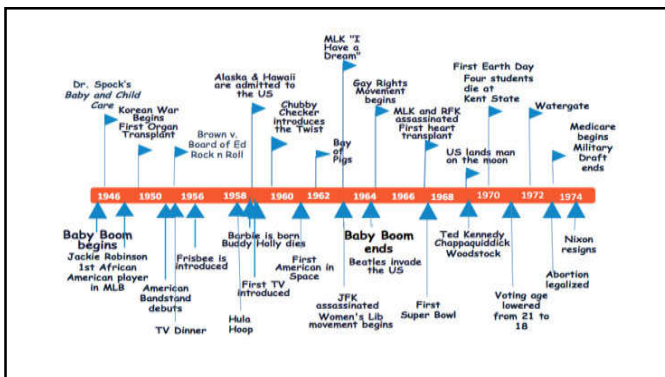 MLK "I
Have a
Dream"
Alaska & Hawaii
are admitted to
the US
Dr. Spock's
Baby and Child
Care
Korean War
Begins
First Organ
Transplant
Brown v.
Board of Ed
Rock n Roll
Chubby
Checker
introduces
the Twist
Bay
of
Pigs
Gay Rights
Movement
begins
MLK and RFK
assassinated
First heart
transplant
First Earth Day
Four students
die at
Kent State
US lands man
on the moon
Watergate
Medicare
begins
Military
Draft
ends
1946 1950 1956 1958 1960 1962 1964 1966 1968 1970 1972 1974
Baby Boom
begins
Jackie Robinson
1st African
American player
in MLB
American
Bandstand
debuts
TV Dinner
Frisbee is
introduced
Hula
Hoop
Barbie is born
Buddy Holly dies
First TV
introduced
First
American in
Space
JFK
assassinated
Women's Lib
movement begins
Baby Boom
ends
Beatles invade
the US
First
Super Bowl
Ted Kennedy
Chappaquiddick
Woodstock
Voting age
lowered
from 21 to
18
Abortion
legalized
Nixon
resigns